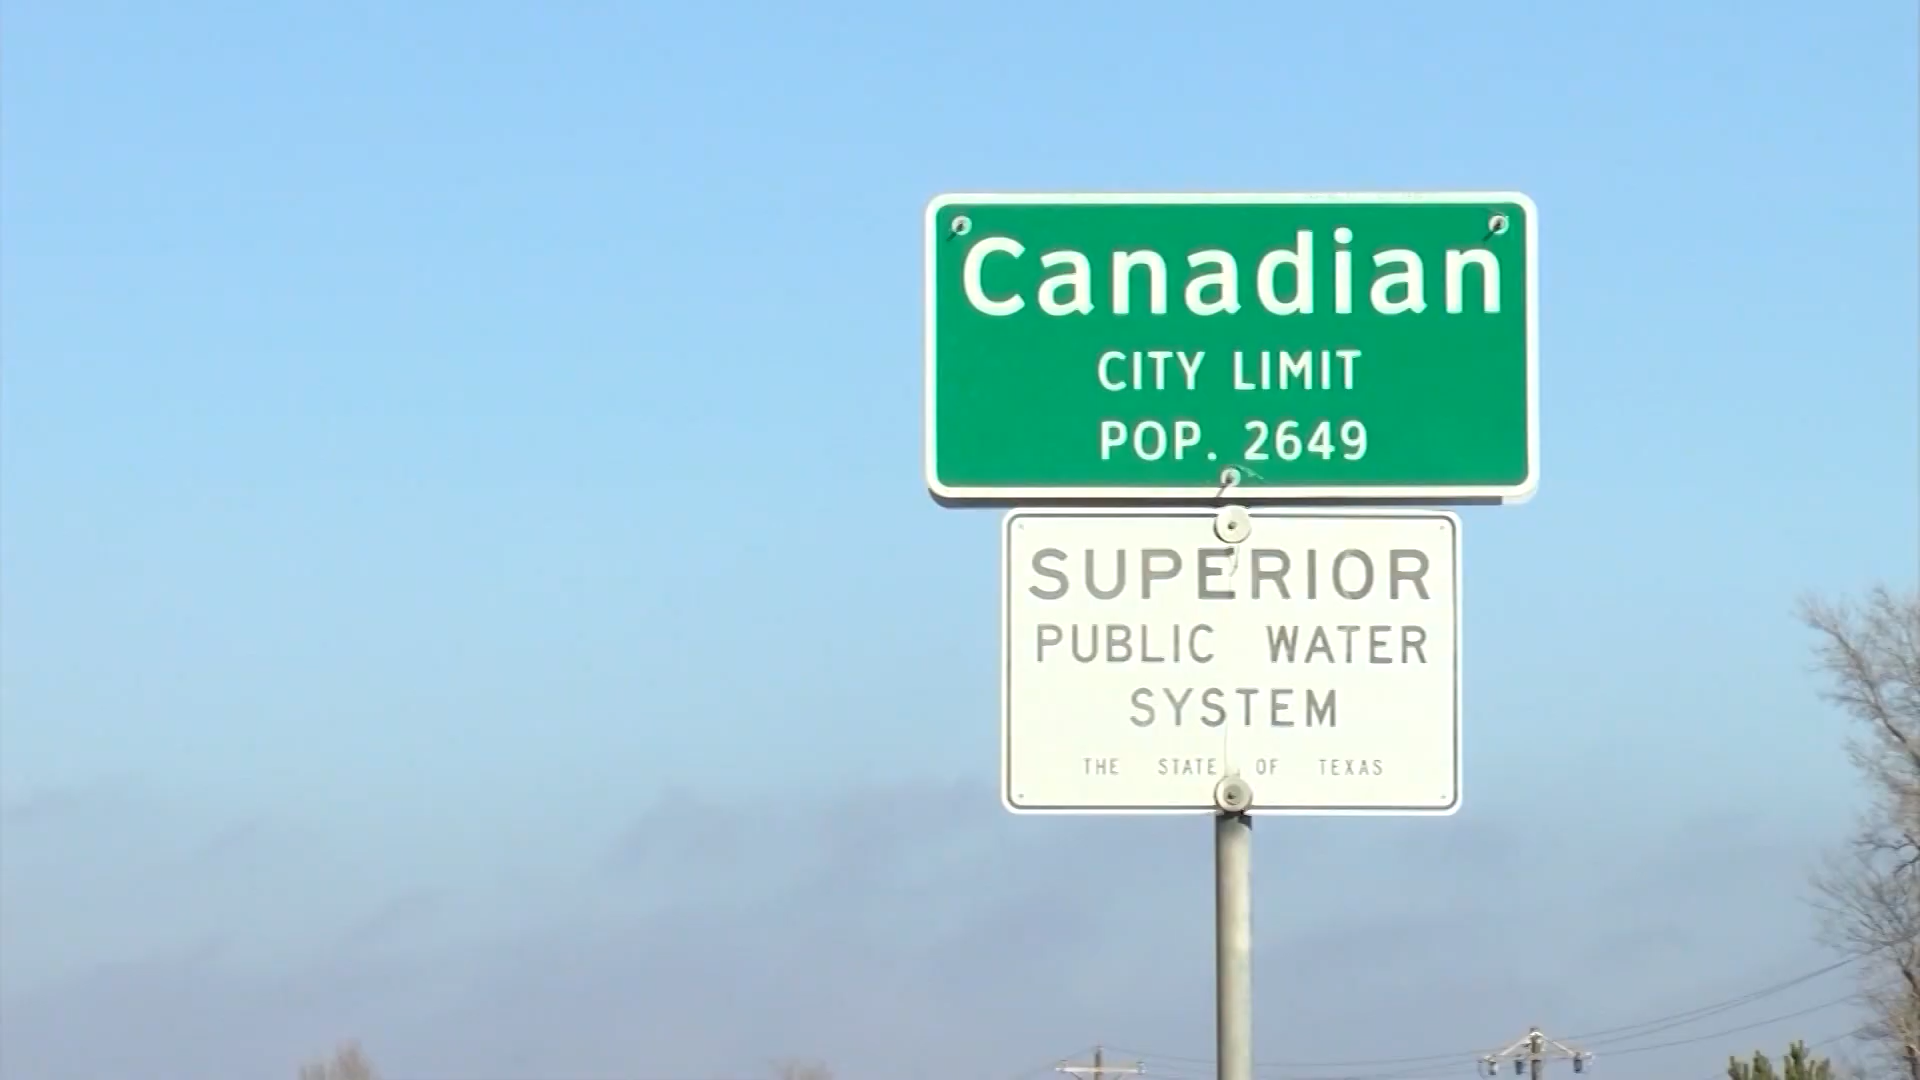 Canadian
CITY LIMIT
POP. 2649
SUPERIOR
PUBLIC WATER
SYSTEM
THE STATE OF TEXAS